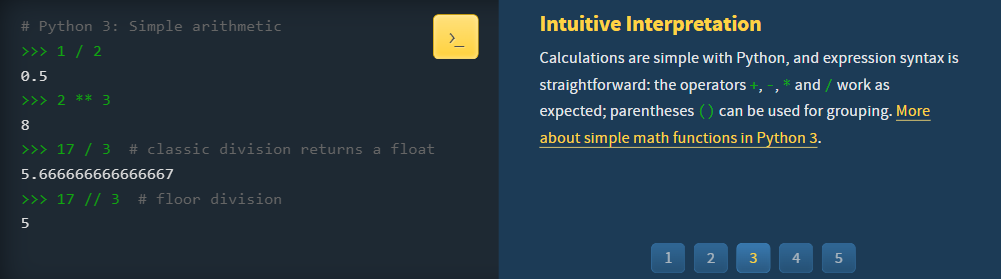 # Python 3: Simple arithmetic
>>> 1 / 2
0.5
>>> 2 ** 3
8
>>> 17 / 3  # classic division returns a float
5.666666666666667
>>> 17 // 3  # floor division
5
>_
Intuitive Interpretation
Calculations are simple with Python, and expression syntax is
straightforward: the operators +, -, * and / work as
expected; parentheses () can be used for grouping. More
about simple math functions in Python 3.
1 2 3 4 5